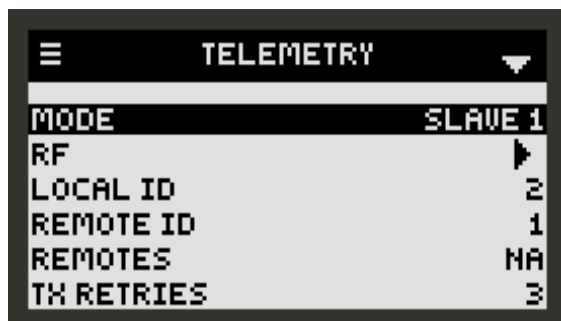 TELEMETRY
MODE SLAVE 1
RF
LOCAL ID 2
REMOTE ID 1
REMOTES NA
TX RETRIES 3